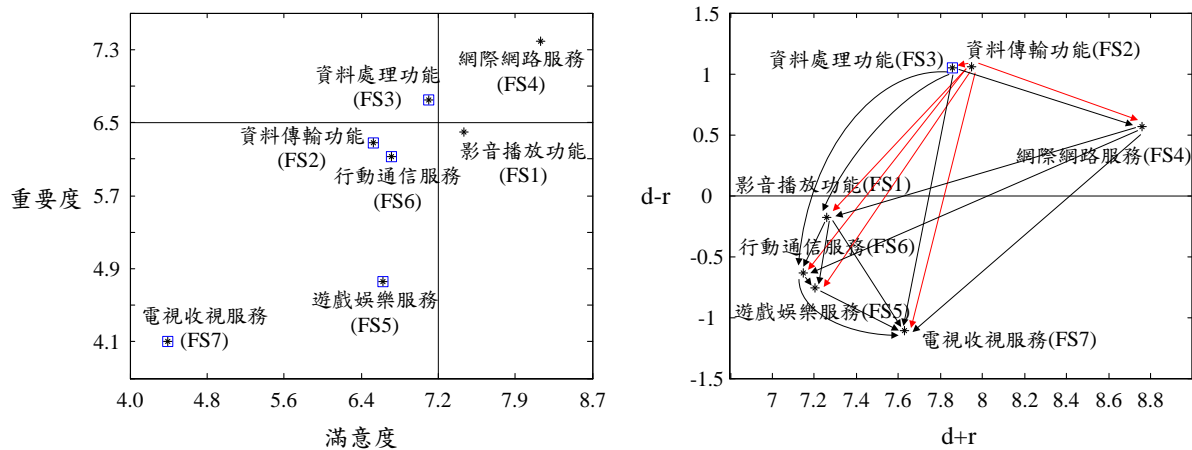 7.3
6.5
5.7
4.9
4.1
重要度
網際網路服務
(FS4)
資料處理功能
(FS3)
資料傳輸功能
(FS2)
行動通信服務
(FS6)
影音播放功能
(FS1)
遊戲娛樂服務
(FS5)
電視收視服務
(FS7)
4.0 4.8 5.6 6.4 7.2 7.9 8.7
滿意度
1.5
1
0.5
0
-0.5
-1
-1.5
d-r
資料處理功能(FS3)
資料傳輸功能(FS2)
網際網路服務(FS4)
影音播放功能(FS1)
行動通信服務(FS6)
遊戲娛樂服務(FS5)
電視收視服務(FS7)
7 7.2 7.4 7.6 7.8 8 8.2 8.4 8.6 8.8
d+r